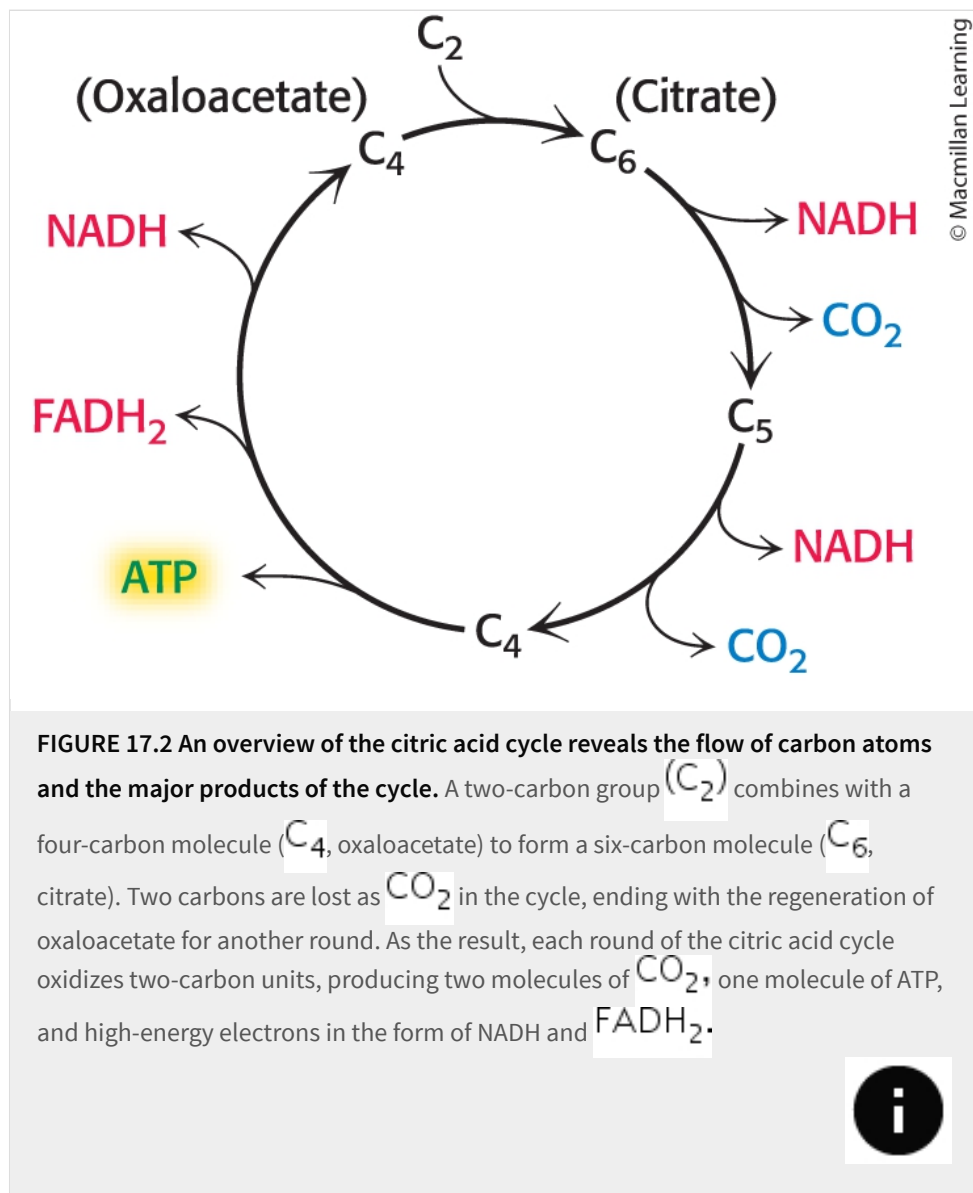 C₂
(Oxaloacetate)
(Citrate)
C₄
C₆
© Macmillan Learning
NADH
NADH
CO₂
FADH₂
C₅
NADH
ATP
C₄
CO₂
FIGURE 17.2 An overview of the citric acid cycle reveals the flow of carbon atoms
and the major products of the cycle. A two-carbon group (C₂) combines with a
four-carbon molecule (C₄, oxaloacetate) to form a six-carbon molecule (C₆,
citrate). Two carbons are lost as CO₂ in the cycle, ending with the regeneration of
oxaloacetate for another round. As the result, each round of the citric acid cycle
oxidizes two-carbon units, producing two molecules of CO₂, one molecule of ATP,
and high-energy electrons in the form of NADH and FADH₂.
i